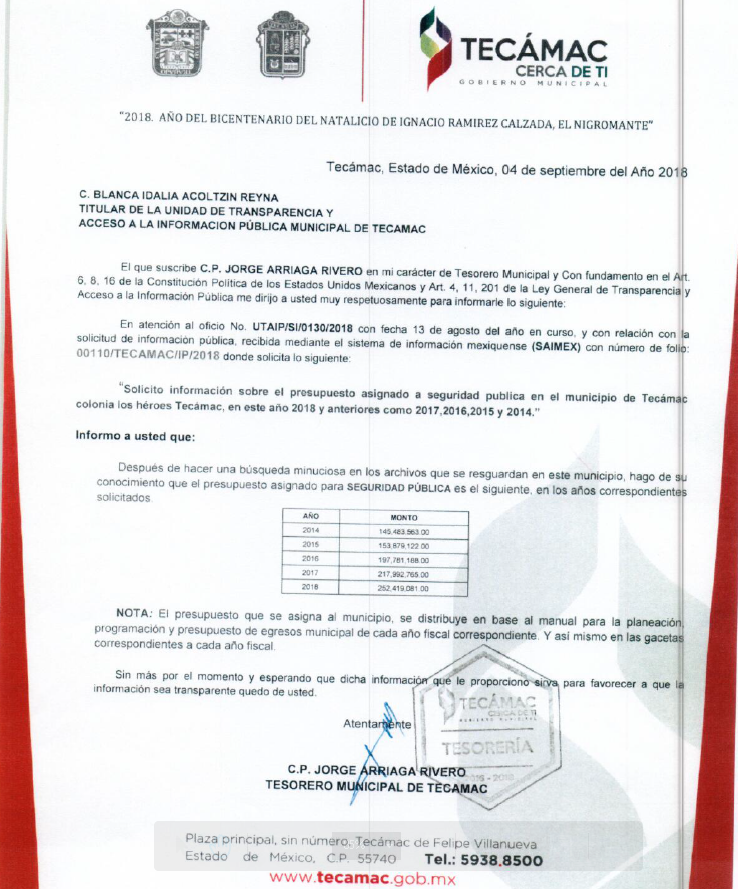 TECÁMAC
CERCA DE TI
GOBIERNO MUNICIPAL
"2018. AÑO DEL BICENTENARIO DEL NATALICIO DE IGNACIO RAMIREZ CALZADA, EL NIGROMANTE"
Tecámac, Estado de México, 04 de septiembre del Año 2018
C. BLANCA IDALIA ACOLTZIN REYNA
TITULAR DE LA UNIDAD DE TRANSPARENCIA Y
ACCESO A LA INFORMACION PÚBLICA MUNICIPAL DE TECAMAC
El que suscribe C.P. JORGE ARRIAGA RIVERO en mi carácter de Tesorero Municipal y Con fundamento en el Art.
6, 8, 16 de la Constitución Política de los Estados Unidos Mexicanos y Art. 4, 11, 201 de la Ley General de Transparencia y
Acceso a la Información Pública me dirijo a usted muy respetuosamente para informarle lo siguiente:
En atención al oficio No. UTAIP/SI/0130/2018 con fecha 13 de agosto del año en curso, y con relación con la
solicitud de información pública, recibida mediante el sistema de información mexiquense (SAIMEX) con número de folio:
00110/TECAMAC/IP/2018 donde solicita lo siguiente:
"Solicito información sobre el presupuesto asignado a seguridad publica en el municipio de Tecámac
colonia los héroes Tecámac, en este año 2018 y anteriores como 2017,2016,2015 y 2014."
Informo a usted que:
Después de hacer una búsqueda minuciosa en los archivos que se resguardan en este municipio, hago de su
conocimiento que el presupuesto asignado para SEGURIDAD PÚBLICA es el siguiente, en los años correspondientes
solicitados
AÑO MONTO
2014 145,483,563.00
2015 153,879,122.00
2016 197,781,188.00
2017 217,992,765.00
2018 252,419,081.00
NOTA: El presupuesto que se asigna al municipio, se distribuye en base al manual para la planeación,
programación y presupuesto de egresos municipal de cada año fiscal correspondiente. Y así mismo en las gacetas
correspondientes a cada año fiscal.
Sin más por el momento y esperando que dicha información que le proporciono sirva para favorecer a que la
información sea transparente quedo de usted.
TECÁMAC
CERCA DE TI
GOBIERNO MUNICIPAL
Atentamente
TESORERÍA
C.P. JORGE ARRIAGA RIVERO
TESORERO MUNICIPAL DE TECAMAC
Plaza principal, sin número, Tecámac de Felipe Villanueva
Estado de México, C.P. 55740 Tel.: 5938.8500
www.tecamac.gob.mx